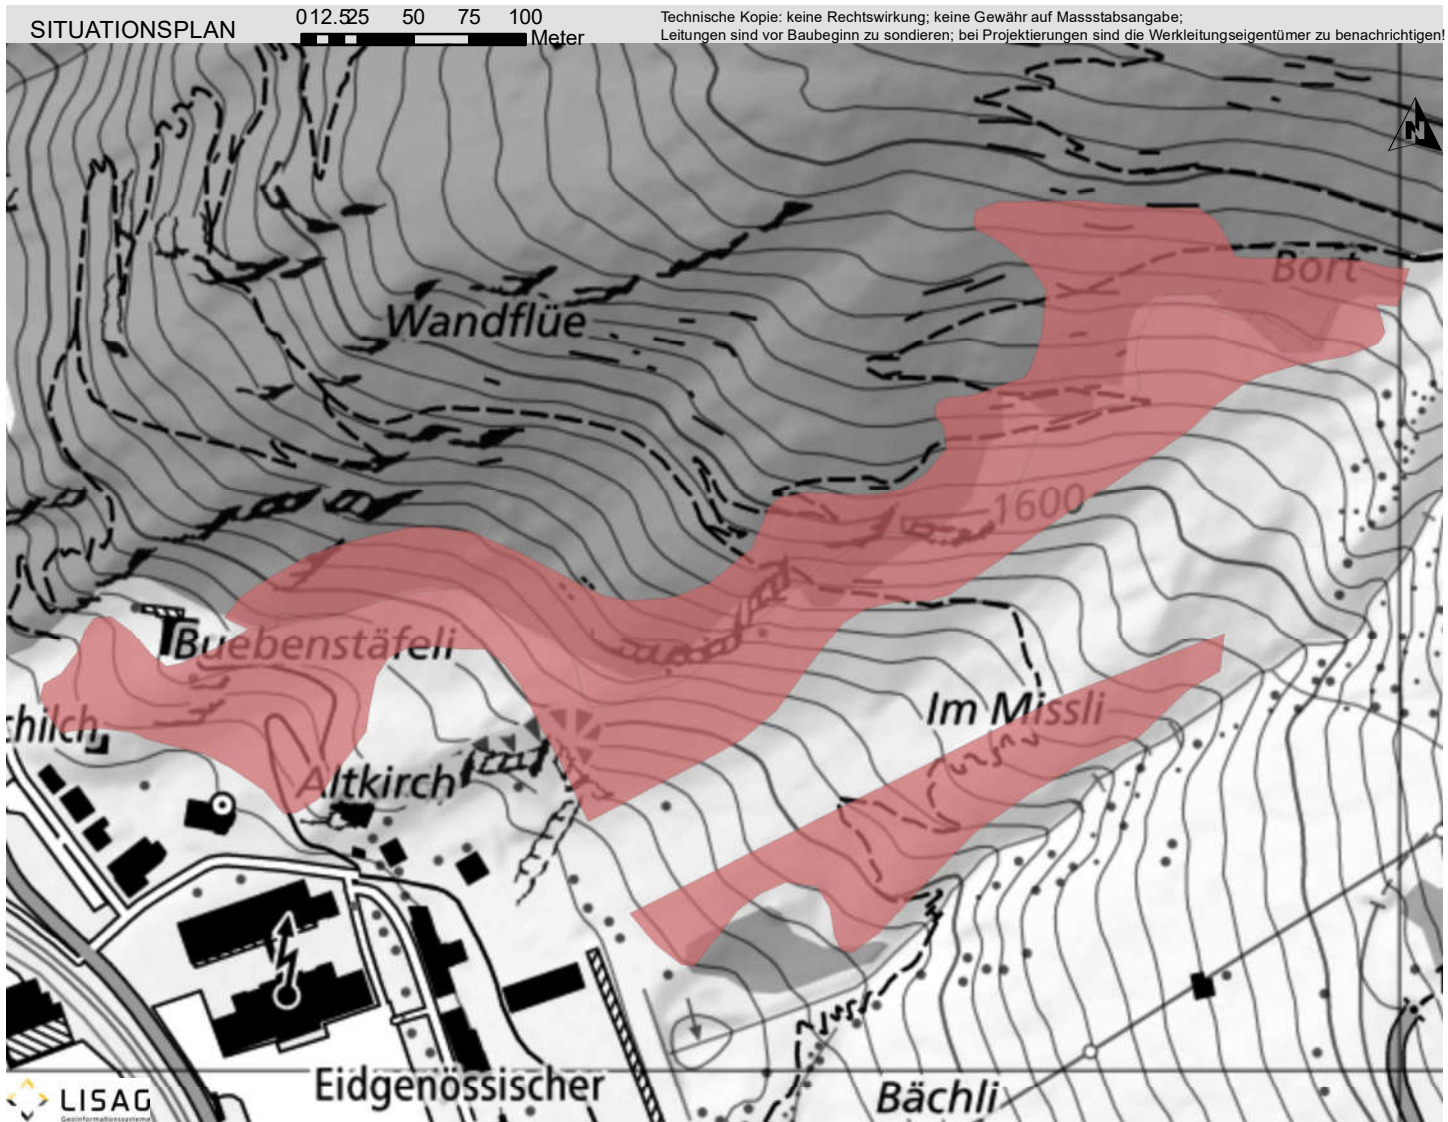 SITUATIONSPLAN
0 12.5 25 50 75 100
Meter
Technische Kopie: keine Rechtswirkung; keine Gewähr auf Massstabsangabe;
Leitungen sind vor Baubeginn zu sondieren; bei Projektierungen sind die Werkleitungseigentümer zu benachrichtigen!
N
Bort
Wandflüe
1600
Buebenstäfeli
Im Missli
chilch
Altkirch
Eidgenössischer
Bächli
LISAG
Geoinformationssysteme